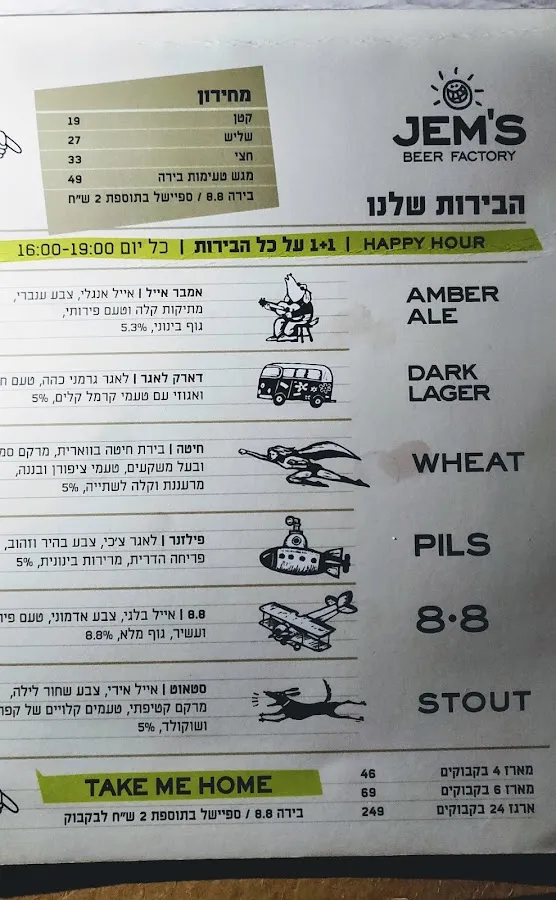 JEM'S
BEER FACTORY
הבירות שלנו
מחירון
קטן 19
שליש 27
חצי 33
מגש טעימות בירה 49
בירה 8.8 / ספיישל בתוספת 2 ש"ח
HAPPY HOUR | 1+1 על כל הבירות | כל יום 16:00-19:00
AMBER
ALE
אמבר אייל | אייל אנגלי, צבע ענברי,
מתיקות קלה וטעם פירותי,
גוף בינוני, 5.3%
DARK
LAGER
דארק לאגר | לאגר גרמני כהה, טעם
ואגוזי עם טעמי קרמל קלים, 5%
WHEAT
חיטה | בירת חיטה בווארית, מרקם
ובעל משקעים, טעמי ציפורן ובננה,
מרעננת וקלה לשתייה, 5%
PILS
פילזנר | לאגר צ'כי, צבע בהיר וזהוב,
פריחה הדרית, מרירות בינונית, 5%
8•8
8.8 | אייל בלגי, צבע אדמוני, טעם
ועשיר, גוף מלא, 8.8%
STOUT
סטאוט | אייל אירי, צבע שחור לילה,
מרקם קטיפתי, טעמים קלויים של
ושוקולד, 5%
TAKE ME HOME
מארז 4 בקבוקים 46
מארז 6 בקבוקים 69
ארגז 24 בקבוקים 249
בירה 8.8 / ספיישל בתוספת 2 ש"ח לבקבוק